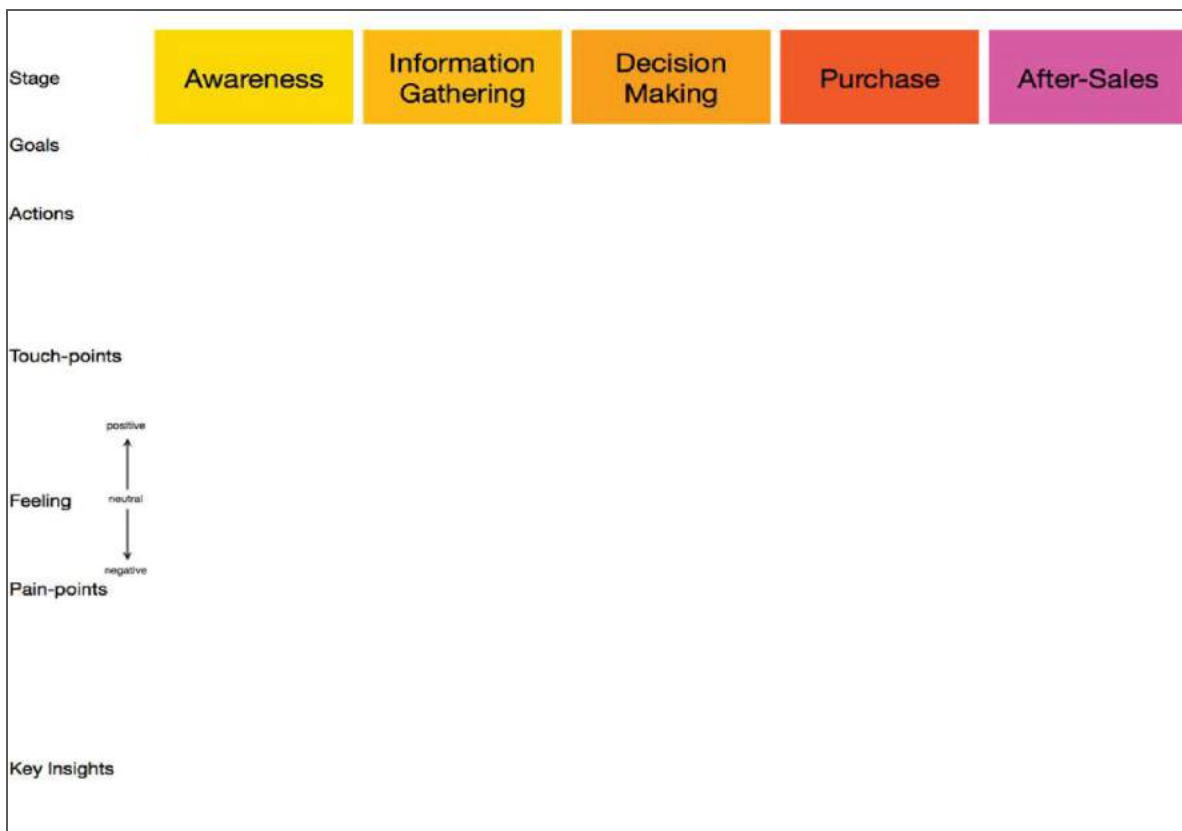 Stage
Awareness
Information
Gathering
Decision
Making
Purchase
After-Sales
Goals
Actions
Touch-points
positive
Feeling
neutral
negative
Pain-points
Key Insights